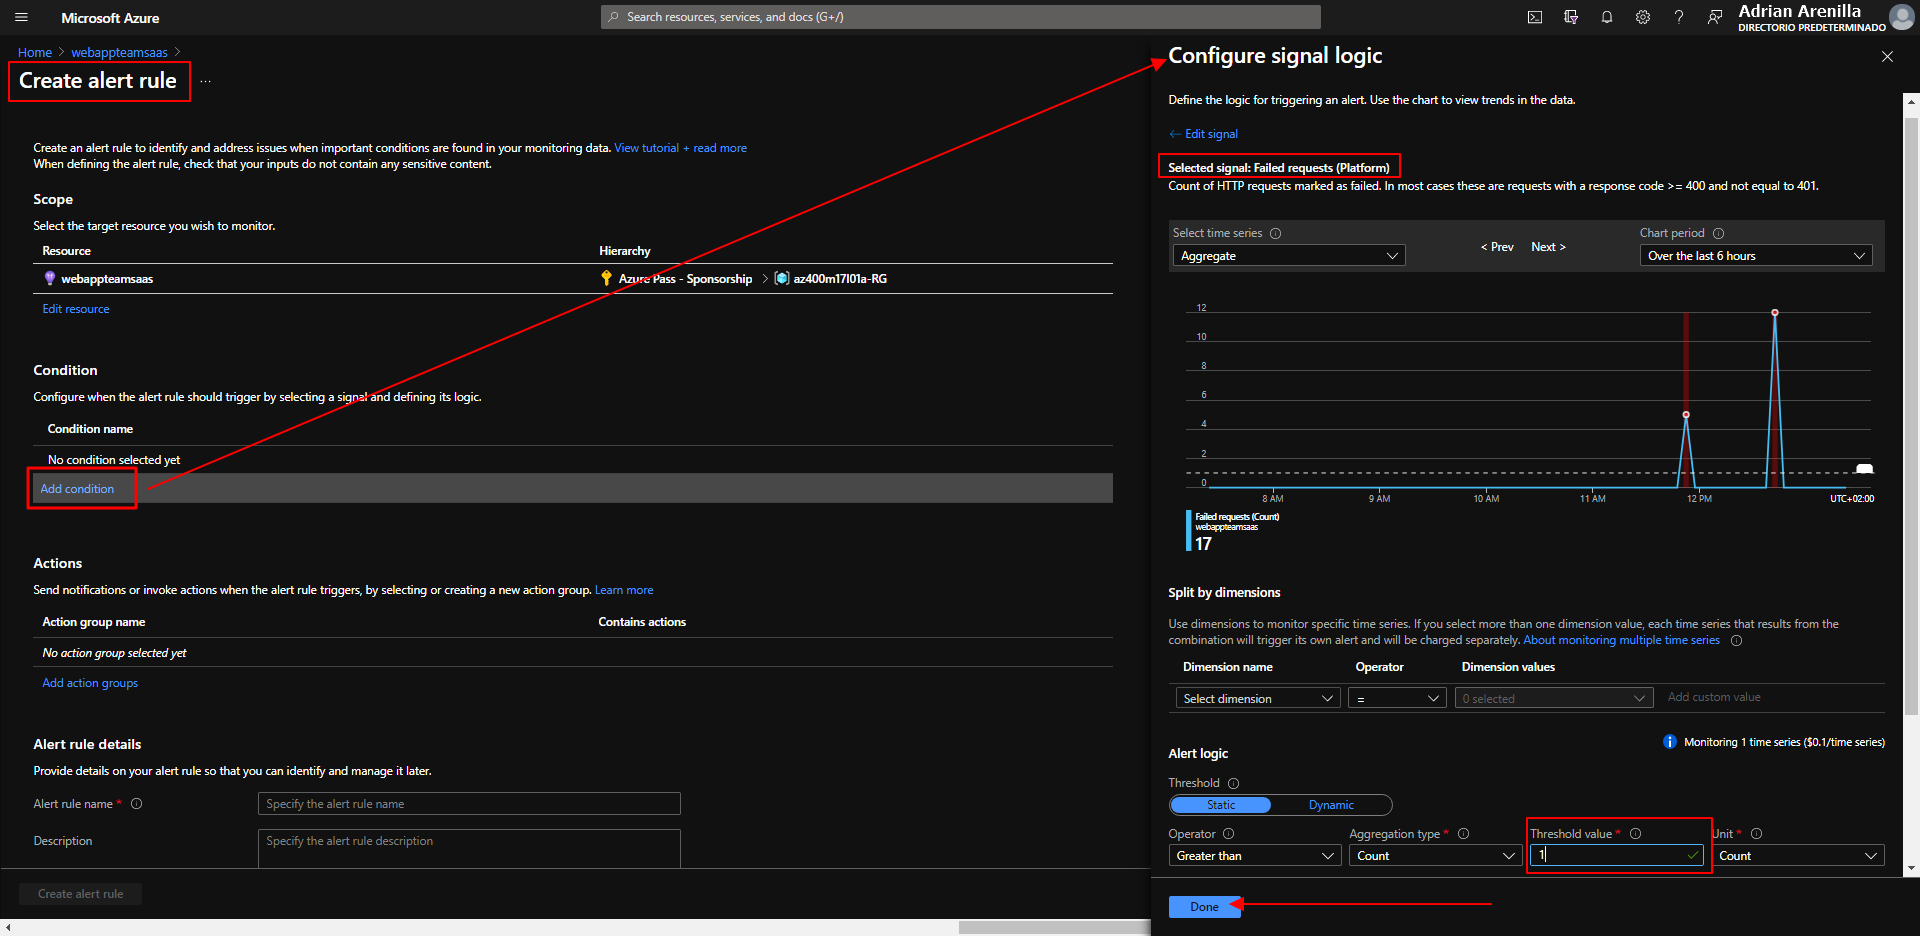 Microsoft Azure
Search resources, services, and docs (G+/)
Adrian Arenilla
DIRECTORIO PREDETERMINADO
Home > webappteamsaas >
Create alert rule ...
Create an alert rule to identify and address issues when important conditions are found in your monitoring data. View tutorial + read more
When defining the alert rule, check that your inputs do not contain any sensitive content.
Scope
Select the target resource you wish to monitor.
Resource Hierarchy
webappteamsaas Azure Pass - Sponsorship > az400m17l01a-RG
Edit resource
Condition
Configure when the alert rule should trigger by selecting a signal and defining its logic.
Condition name
No condition selected yet
Add condition
Actions
Send notifications or invoke actions when the alert rule triggers, by selecting or creating a new action group. Learn more
Action group name Contains actions
No action group selected yet
Add action groups
Alert rule details
Provide details on your alert rule so that you can identify and manage it later.
Alert rule name * Specify the alert rule name
Description Specify the alert rule description
Create alert rule
Configure signal logic
Define the logic for triggering an alert. Use the chart to view trends in the data.
← Edit signal
Selected signal: Failed requests (Platform)
Count of HTTP requests marked as failed. In most cases these are requests with a response code >= 400 and not equal to 401.
Select time series
Aggregate
< Prev Next >
Chart period
Over the last 6 hours
12
10
8
6
4
2
0
8 AM 9 AM 10 AM 11 AM 12 PM UTC+02:00
Failed requests (Count)
webappteamsaas
17
Split by dimensions
Use dimensions to monitor specific time series. If you select more than one dimension value, each time series that results from the
combination will trigger its own alert and will be charged separately. About monitoring multiple time series
Dimension name Operator Dimension values
Select dimension = 0 selected Add custom value
Monitoring 1 time series ($0.1/time series)
Alert logic
Threshold
Static Dynamic
Operator Aggregation type * Threshold value * Unit *
Greater than Count 1 Count
Done